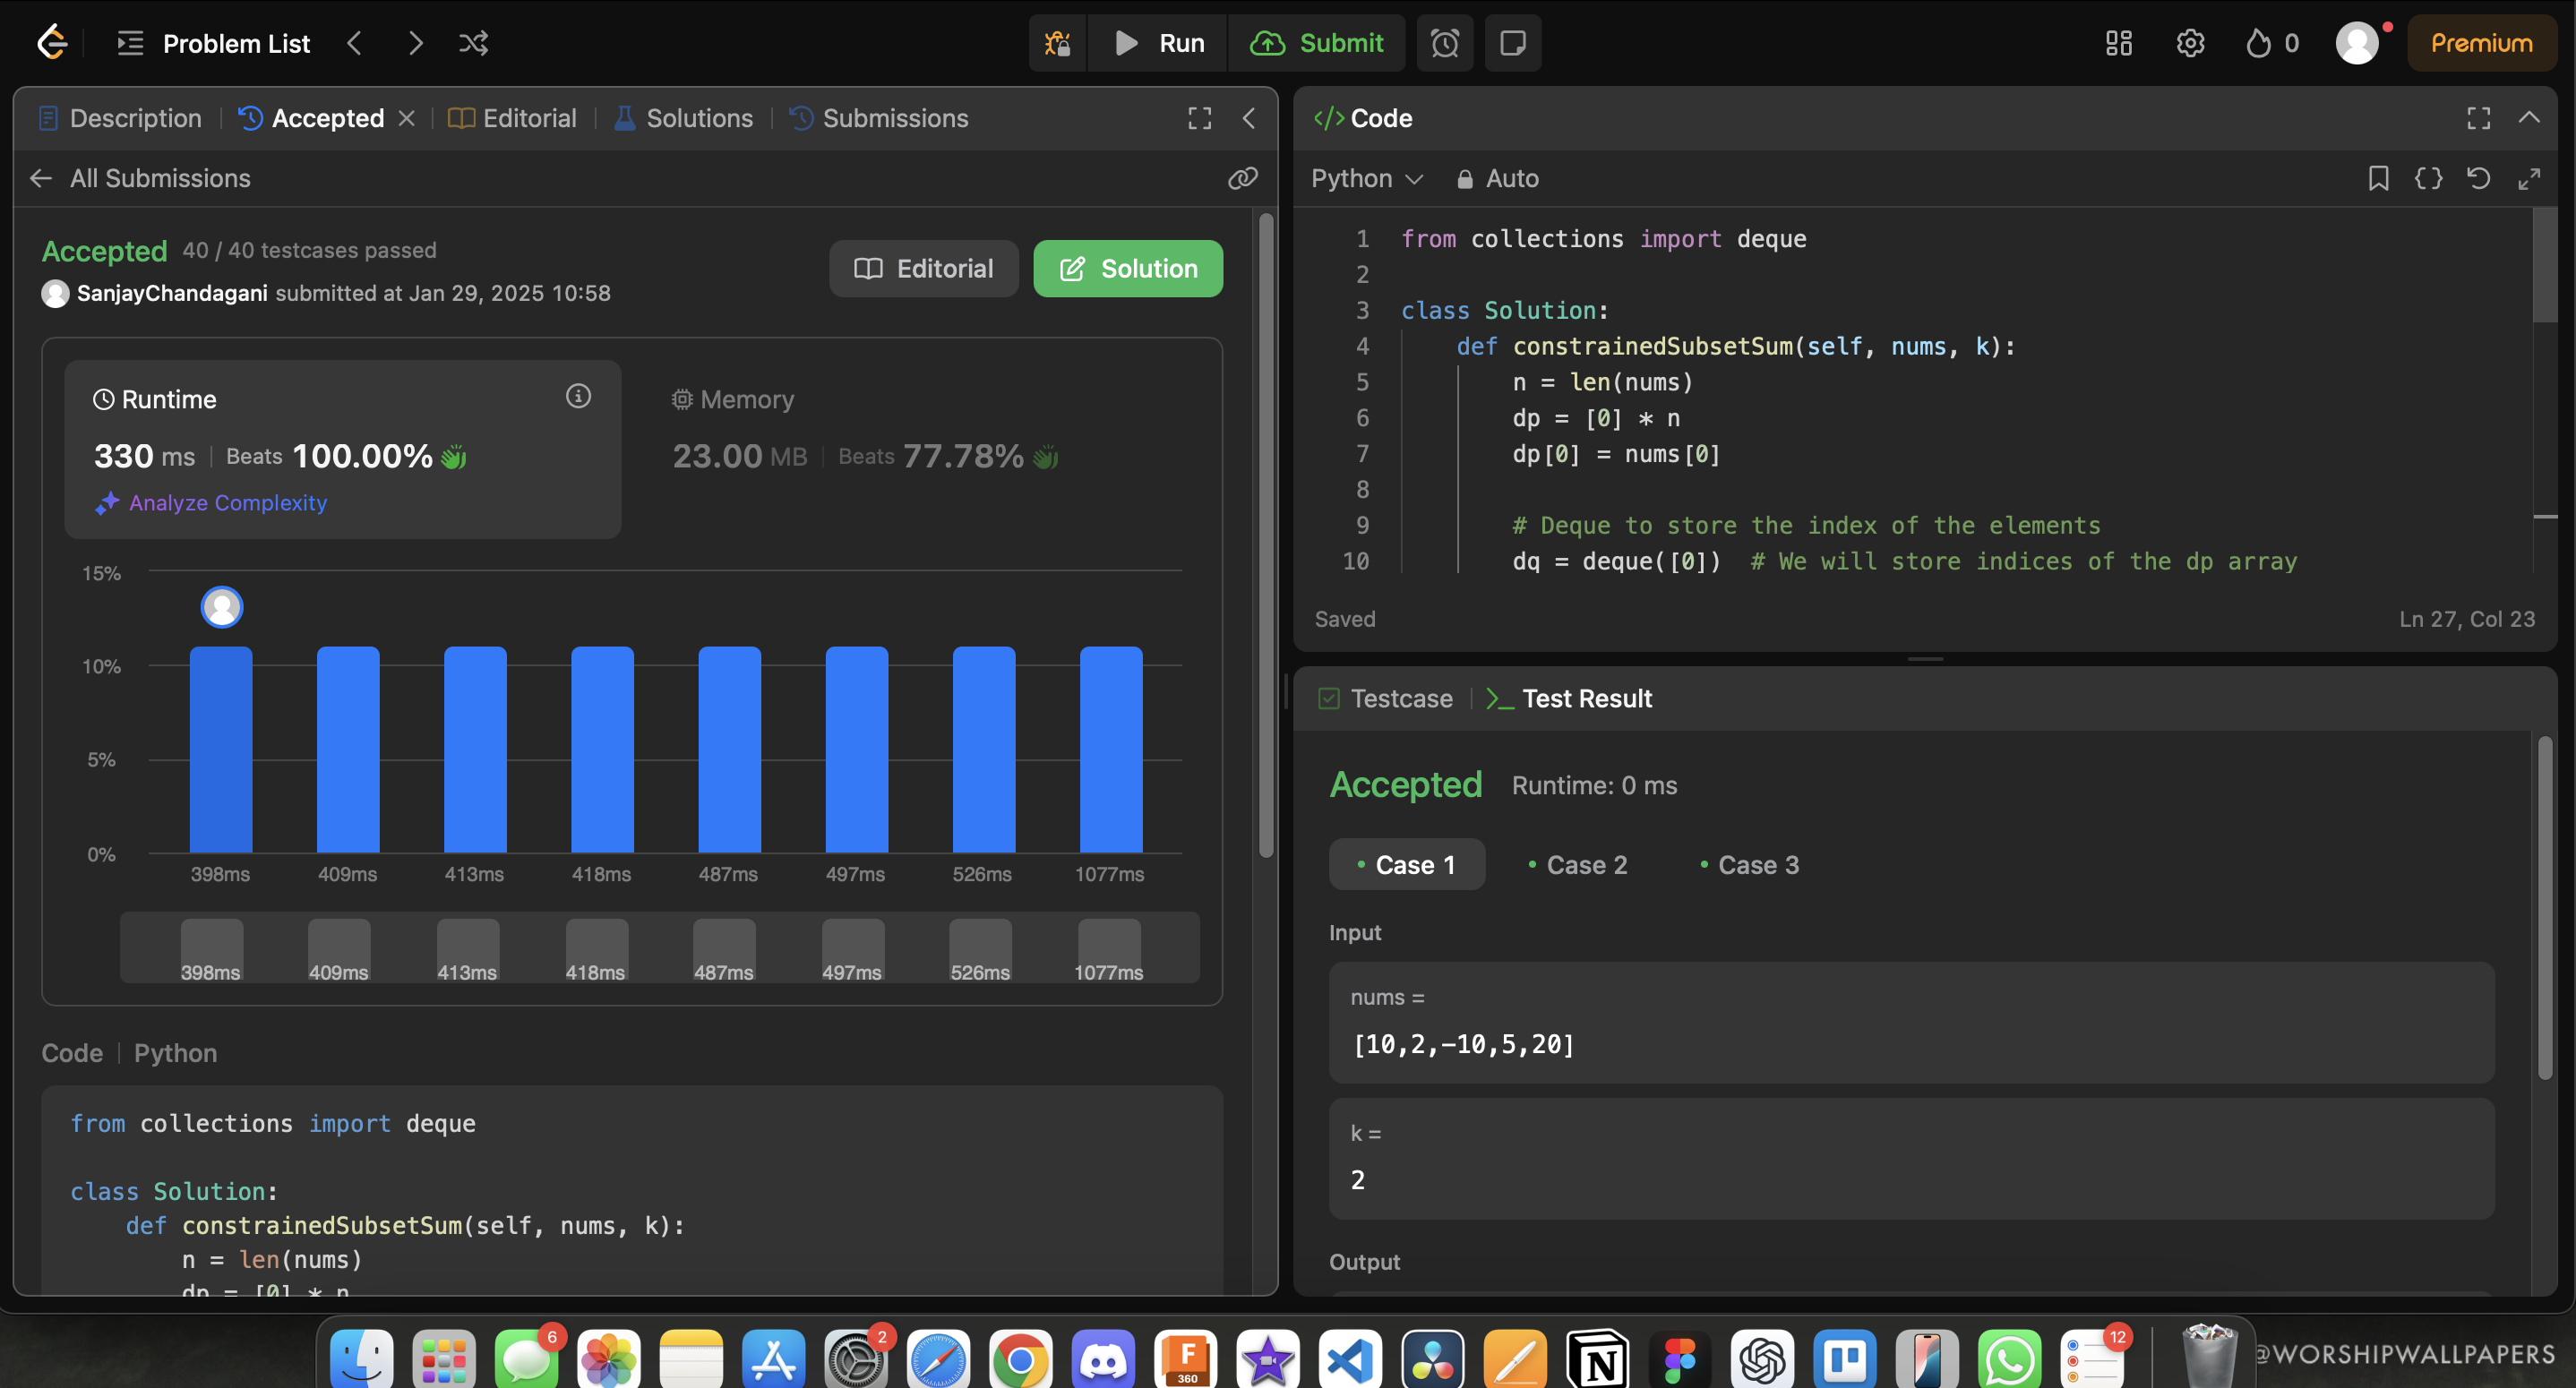 Problem List
Run
Submit
0
Premium
Description
Accepted
Editorial
Solutions
Submissions
All Submissions
Accepted 40 / 40 testcases passed
SanjayChandagani submitted at Jan 29, 2025 10:58
Editorial
Solution
Runtime
330 ms | Beats 100.00%
Analyze Complexity
Memory
23.00 MB | Beats 77.78%
15%
10%
5%
0%
398ms 409ms 413ms 418ms 487ms 497ms 526ms 1077ms
398ms 409ms 413ms 418ms 487ms 497ms 526ms 1077ms
Code | Python
from collections import deque
class Solution:
def constrainedSubsetSum(self, nums, k):
n = len(nums)
dp = [0] * n
</> Code
Python
Auto
1 from collections import deque
2
3 class Solution:
4 def constrainedSubsetSum(self, nums, k):
5 n = len(nums)
6 dp = [0] * n
7 dp[0] = nums[0]
8
9 # Deque to store the index of the elements
10 dq = deque([0]) # We will store indices of the dp array
Saved
Ln 27, Col 23
Testcase
Test Result
Accepted Runtime: 0 ms
• Case 1
• Case 2
• Case 3
Input
nums =
[10,2,-10,5,20]
k =
2
Output
6
2
F
360
N
12
@WORSHIPWALLPAPERS